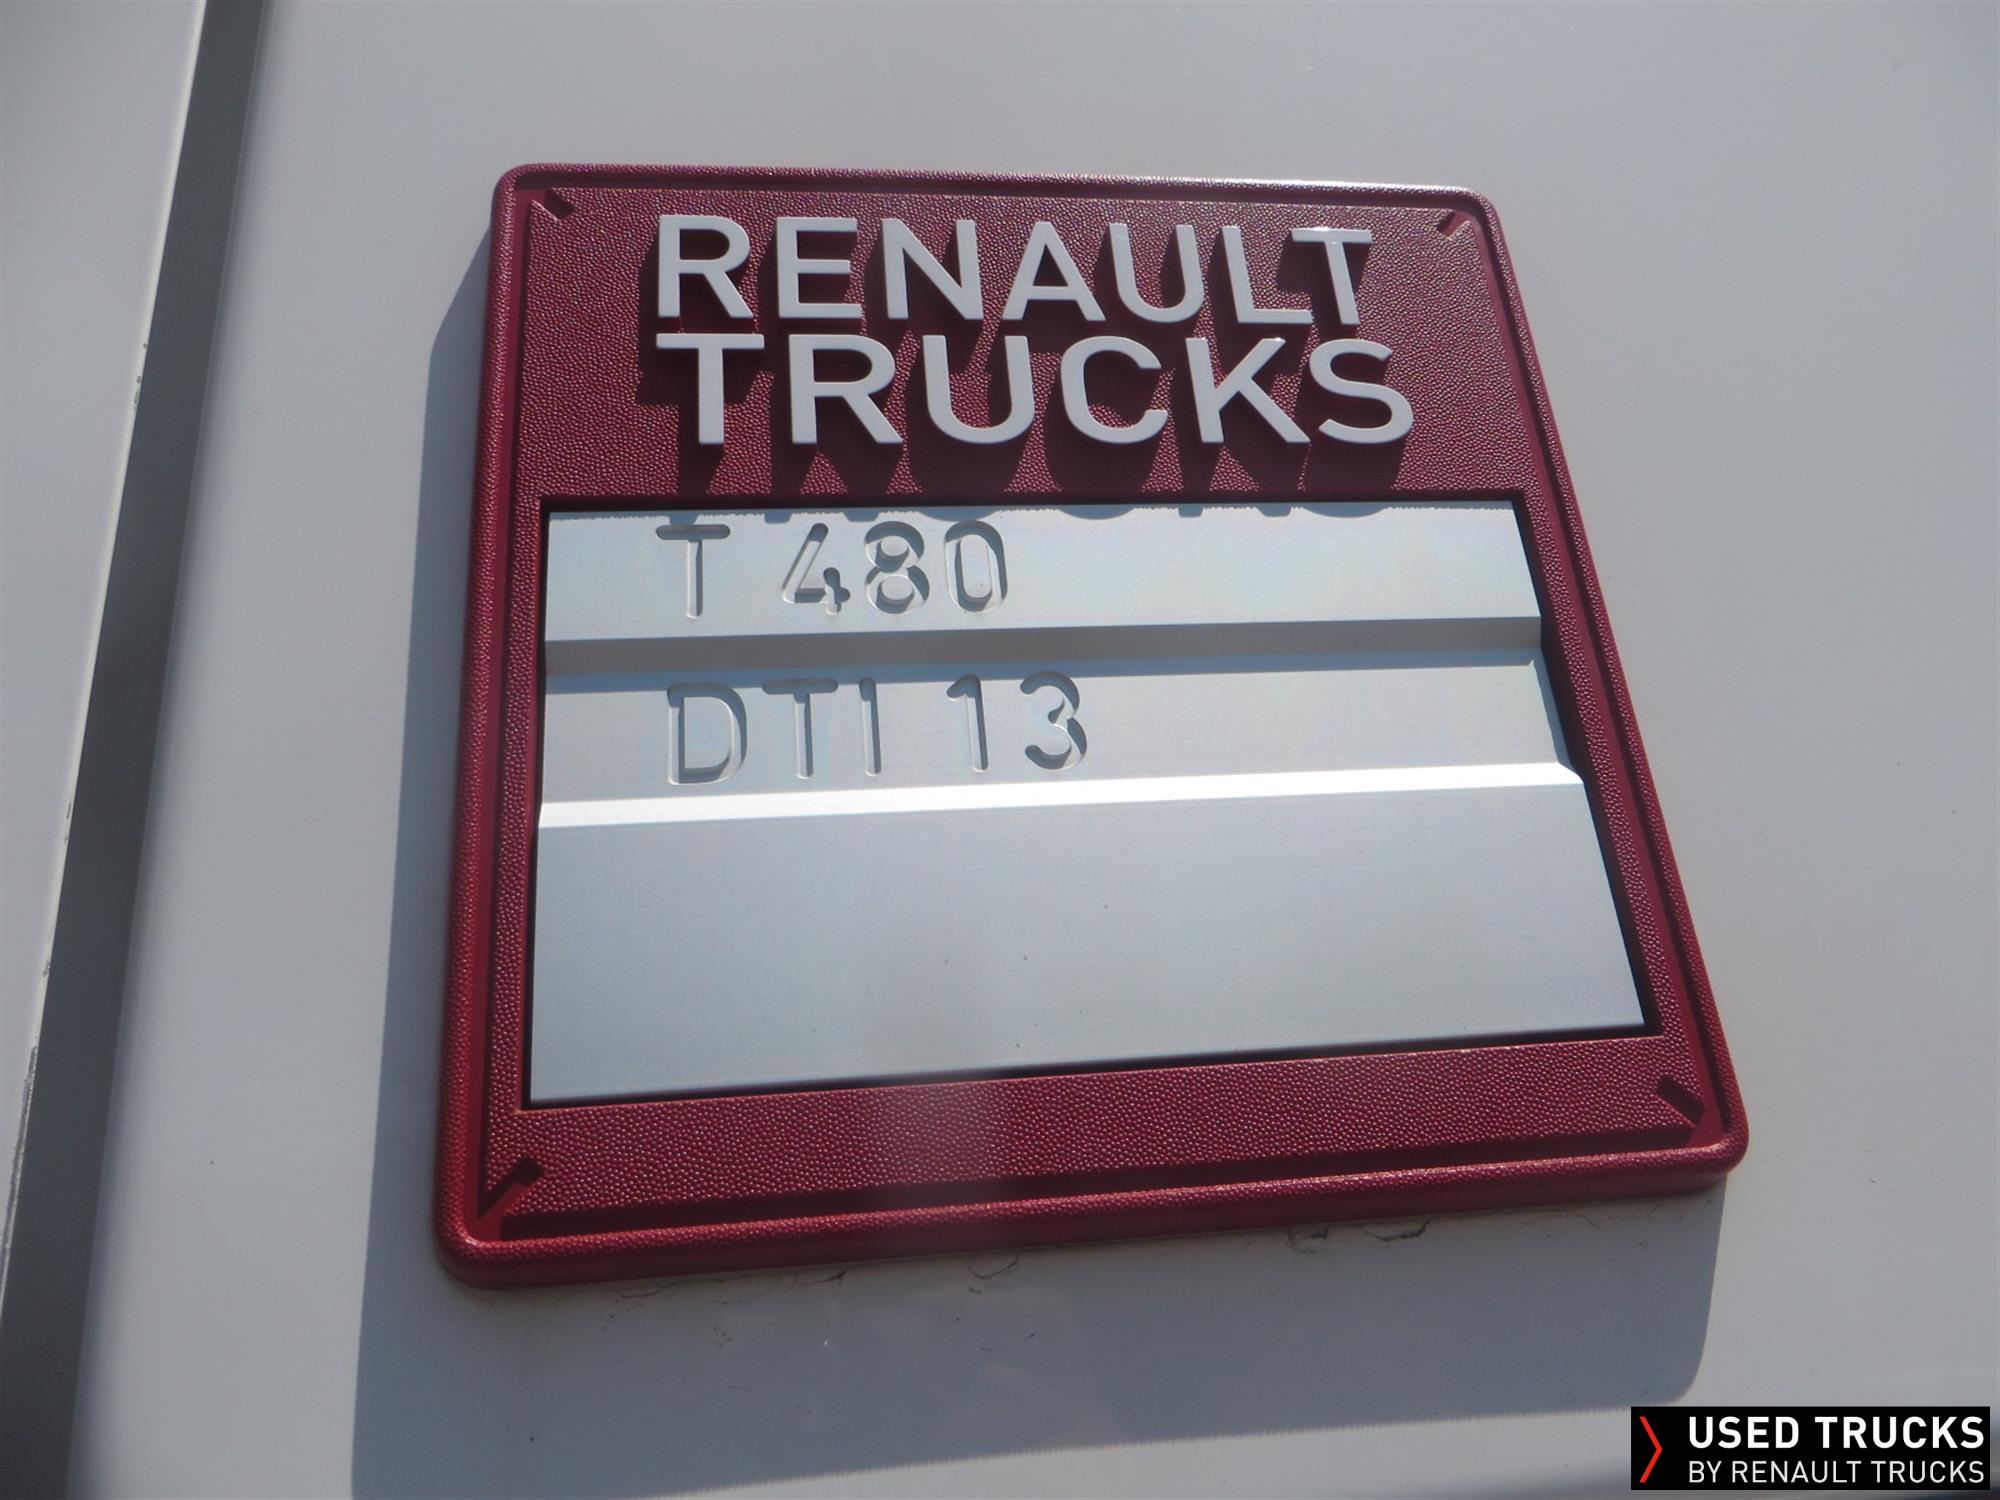 RENAULT
TRUCKS
T 480
DTI 13
USED TRUCKS
BY RENAULT TRUCKS